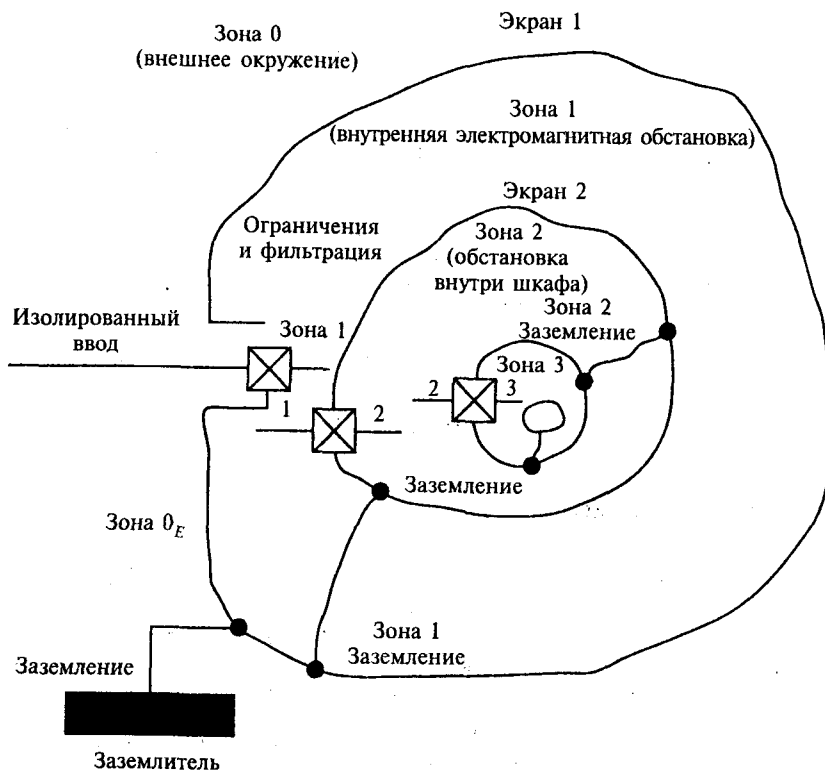 Экран 1
Зона 0
(внешнее окружение)
Зона 1
(внутренняя электромагнитная обстановка)
Экран 2
Ограничения
и фильтрация
Зона 2
(обстановка
внутри шкафа)
Зона 2
Заземление
Изолированный
ввод
Зона 1
Зона 3
2
3
1
2
Заземление
Зона 0E
Зона 1
Заземление
Заземление
Заземлитель